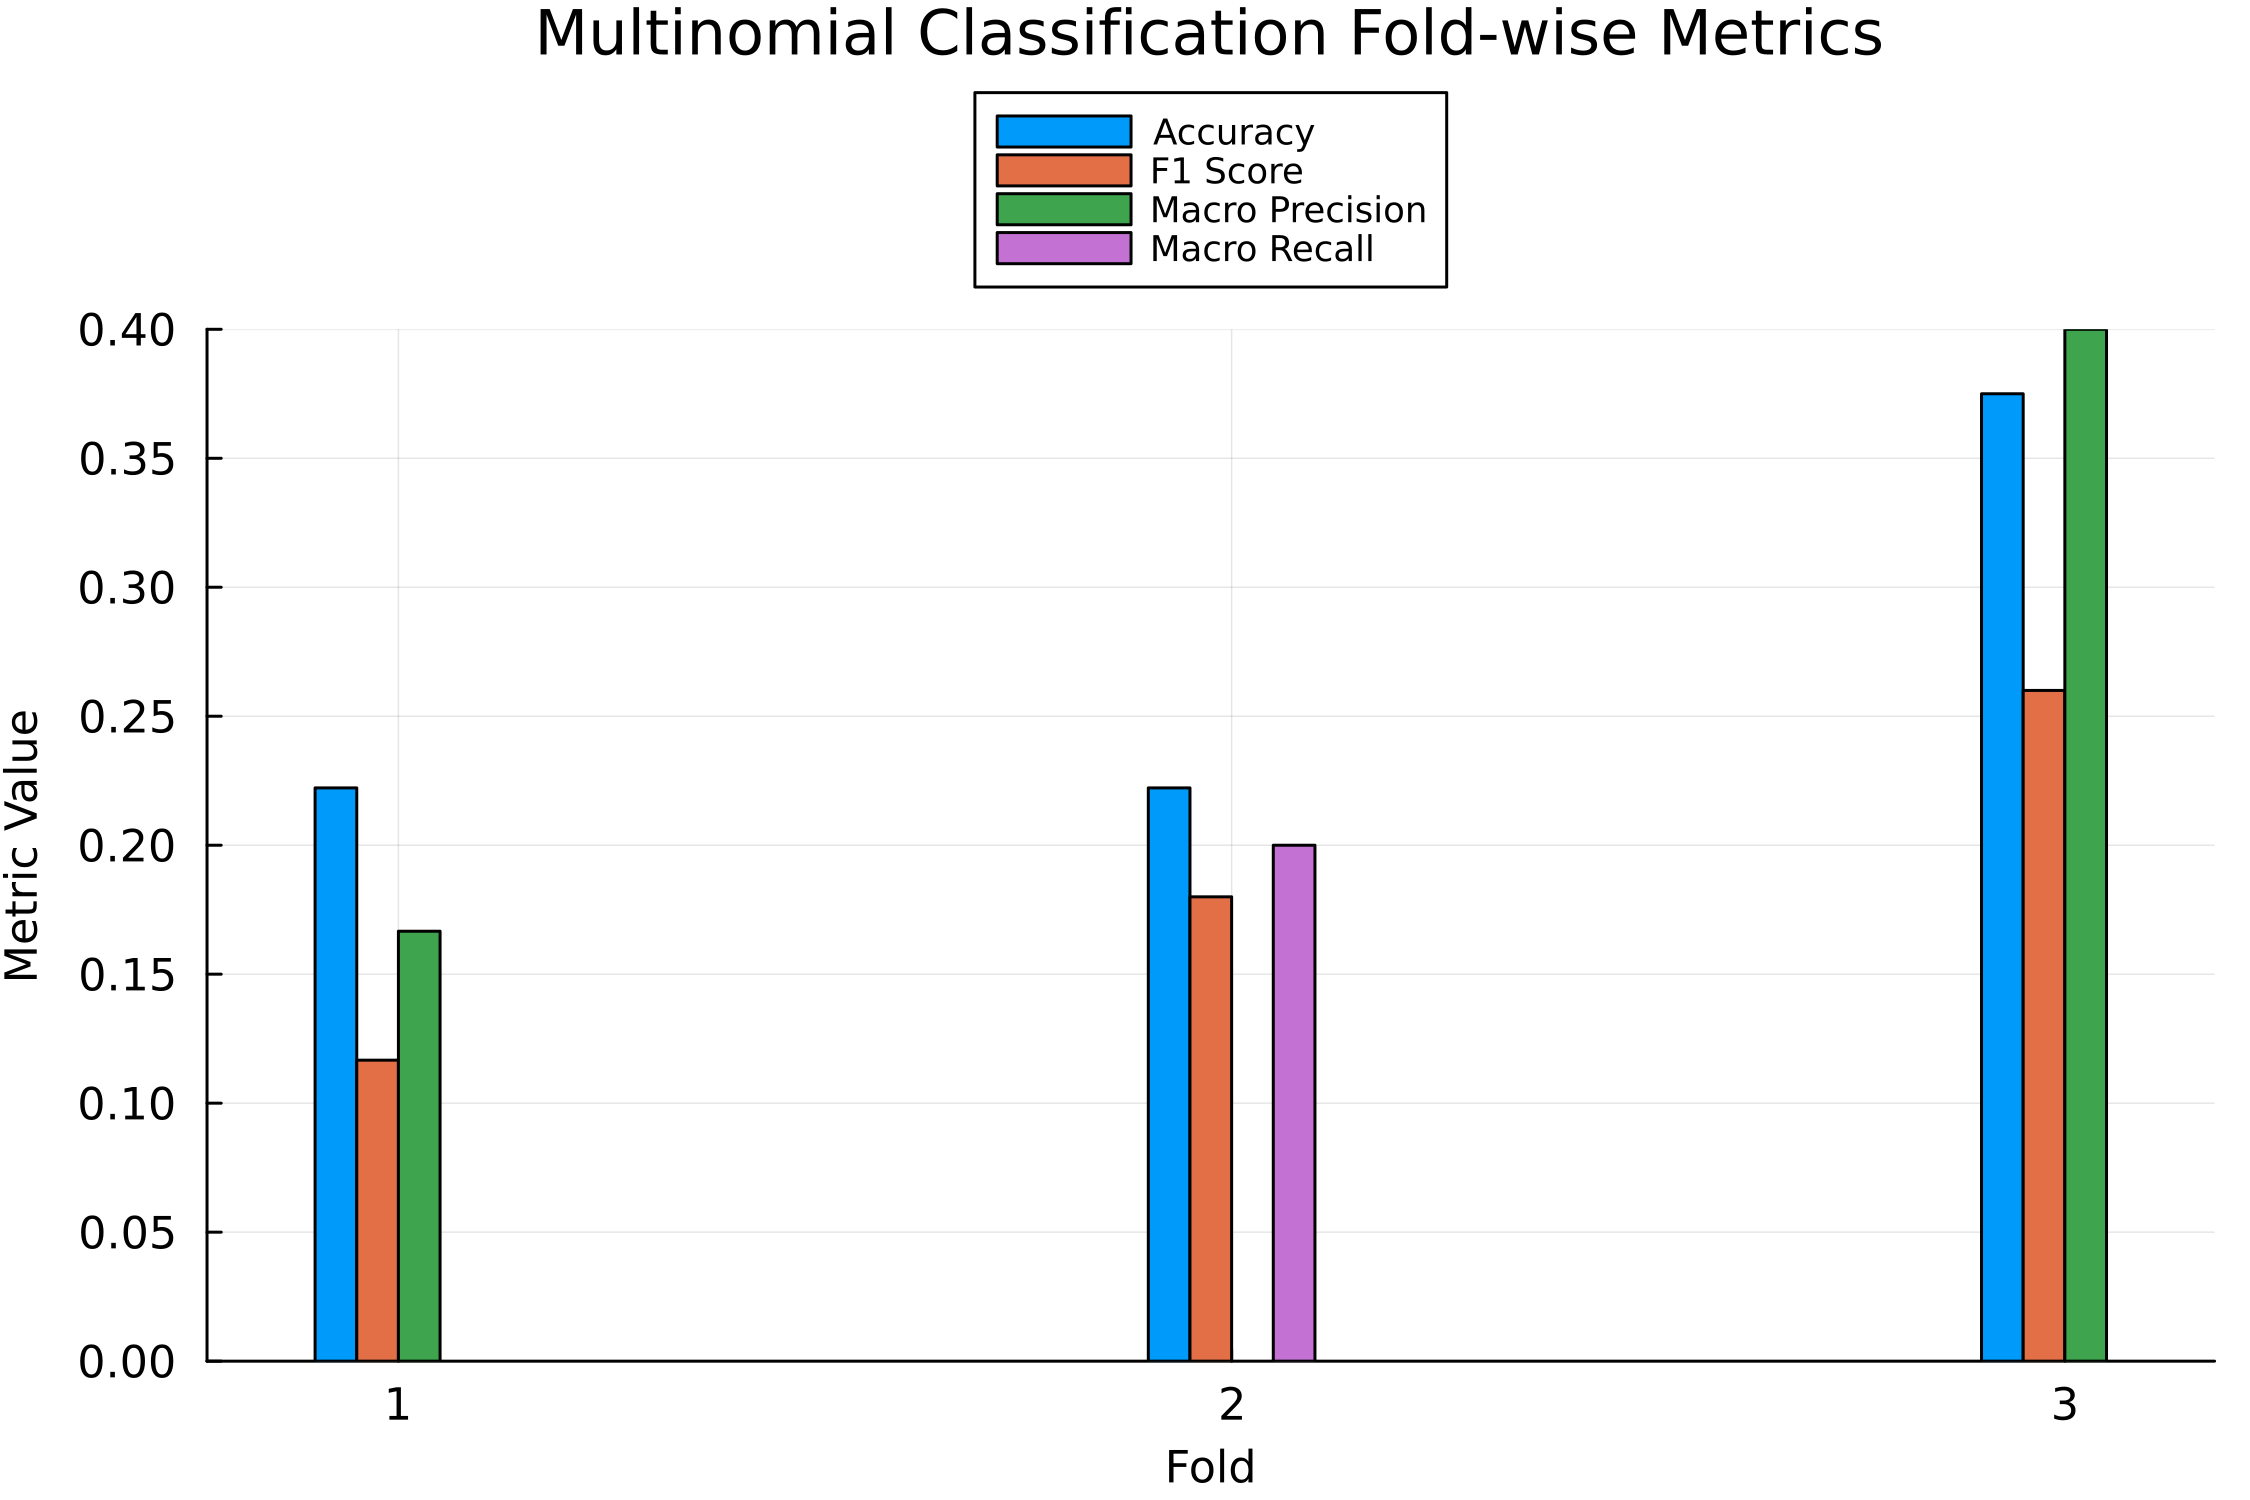 Multinomial Classification Fold-wise Metrics
Accuracy
F1 Score
Macro Precision
Macro Recall
0.40
0.35
0.30
0.25
0.20
0.15
0.10
0.05
0.00
Metric Value
1 2 3
Fold